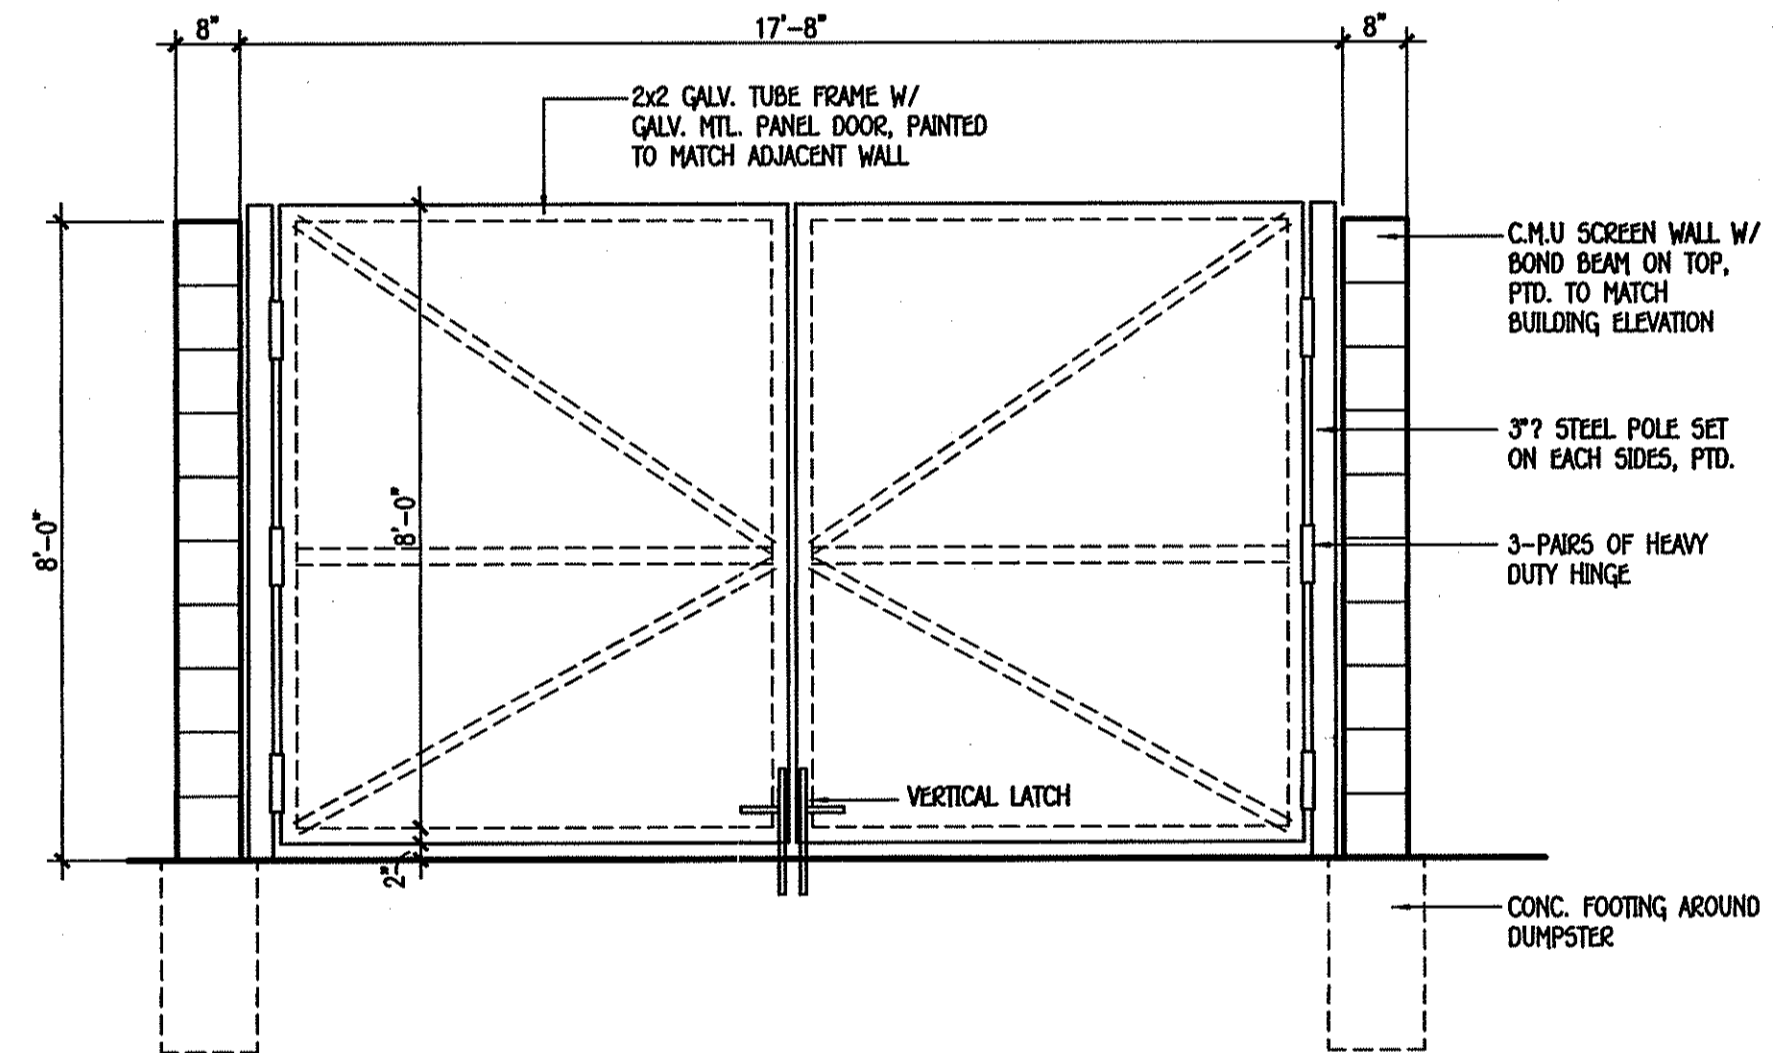 8"
17'-8"
8"
2x2 GALV. TUBE FRAME W/
GALV. MTL. PANEL DOOR, PAINTED
TO MATCH ADJACENT WALL
C.M.U SCREEN WALL W/
BOND BEAM ON TOP,
PTD. TO MATCH
BUILDING ELEVATION
3"? STEEL POLE SET
ON EACH SIDES, PTD.
8'-0"
8'-0"
3-PAIRS OF HEAVY
DUTY HINGE
VERTICAL LATCH
2"
CONC. FOOTING AROUND
DUMPSTER